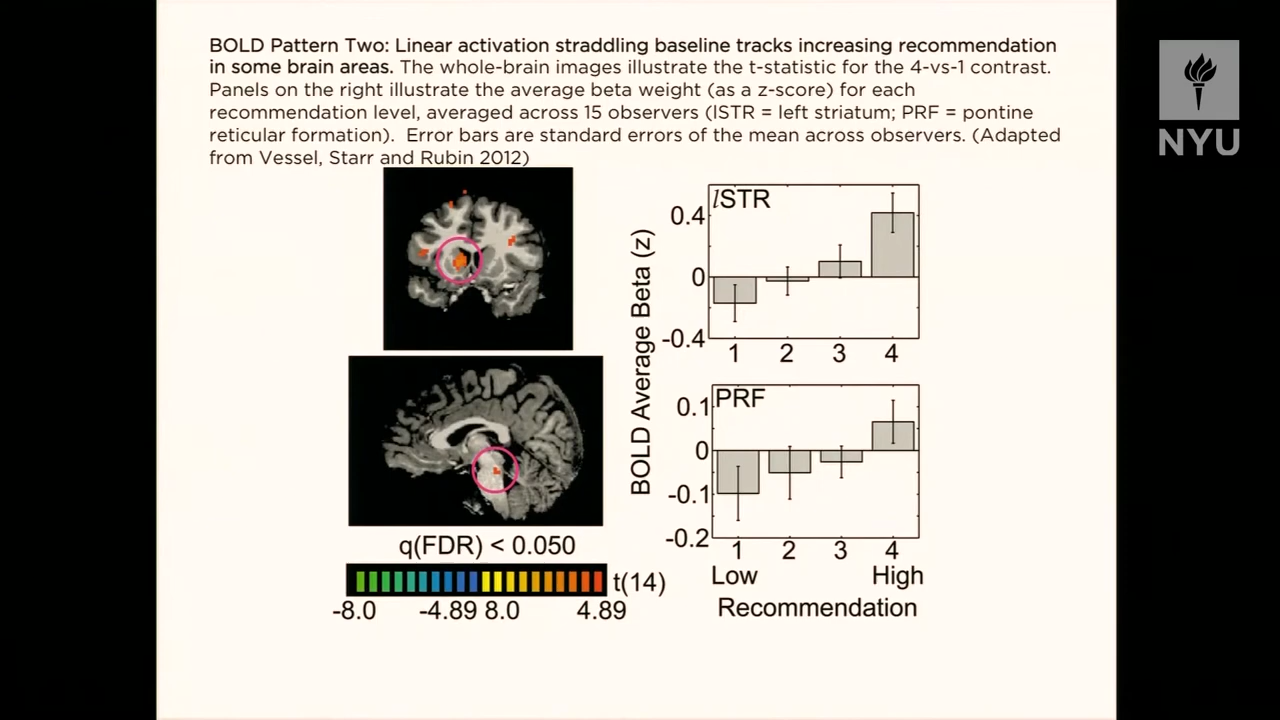 BOLD Pattern Two: Linear activation straddling baseline tracks increasing recommendation
in some brain areas. The whole-brain images illustrate the t-statistic for the 4-vs-1 contrast.
Panels on the right illustrate the average beta weight (as a z-score) for each
recommendation level, averaged across 15 observers (lSTR = left striatum; PRF = pontine
reticular formation). Error bars are standard errors of the mean across observers. (Adapted
from Vessel, Starr and Rubin 2012)
NYU
BOLD Average Beta (z)
lSTR
0.4
0
-0.4
1 2 3 4
PRF
0.1
0
-0.1
-0.2
1 2 3 4
Low High
Recommendation
q(FDR) < 0.050
t(14)
-8.0 -4.89 8.0 4.89